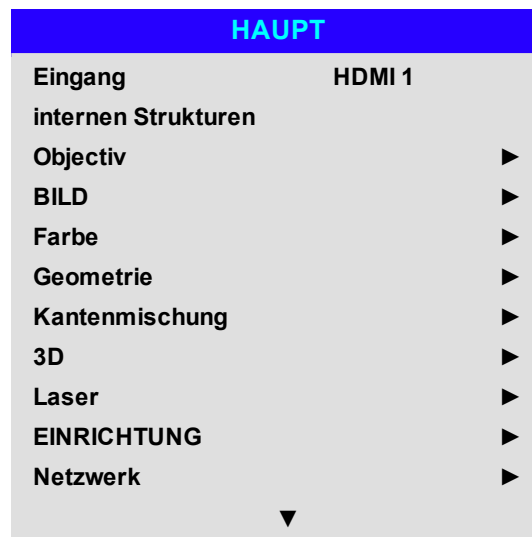 HAUPT
Eingang HDMI 1
internen Strukturen
Objectiv ►
BILD ►
Farbe ►
Geometrie ►
Kantenmischung ►
3D ►
Laser ►
EINRICHTUNG ►
Netzwerk ►
▼